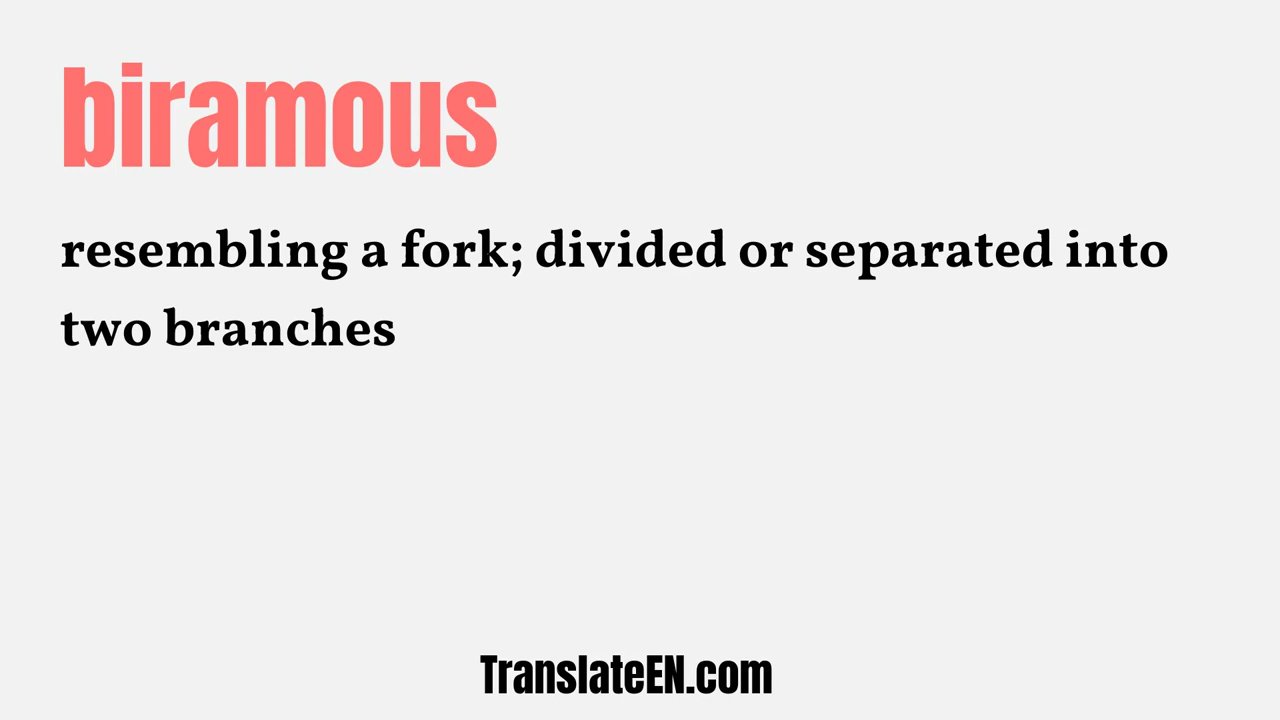 biramous
resembling a fork; divided or separated into
two branches
TranslateEN.com